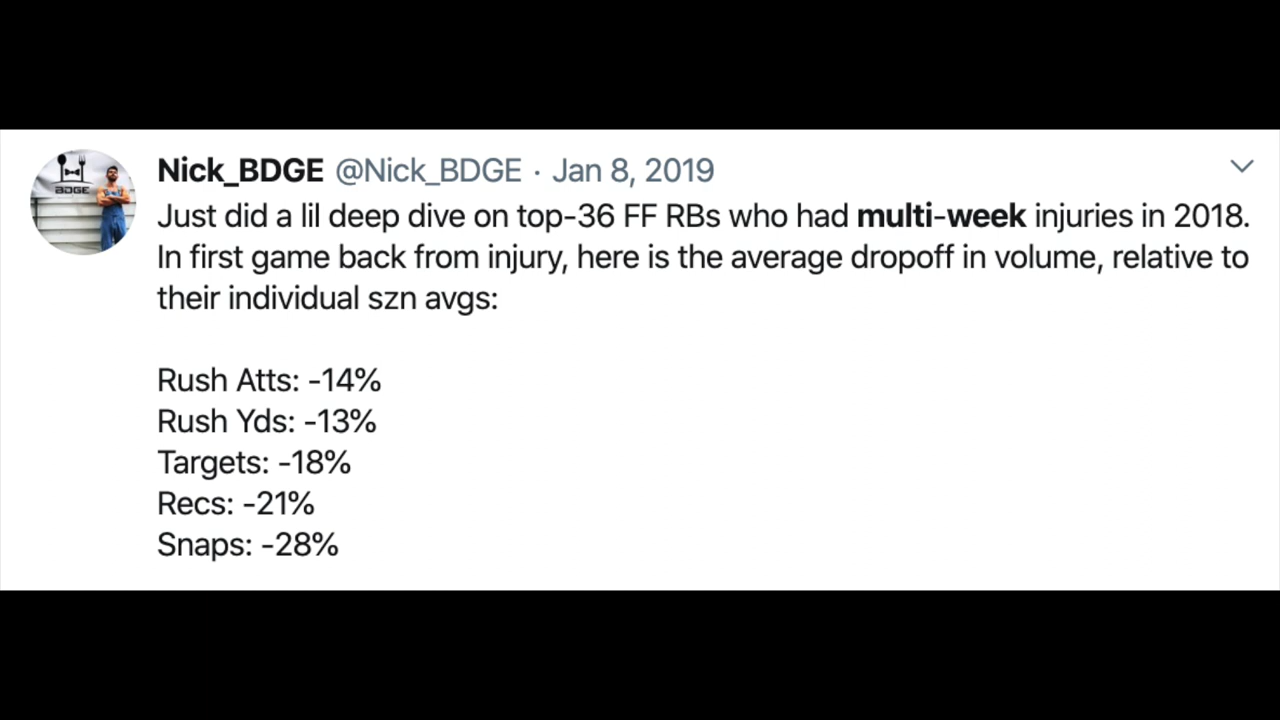 Nick_BDGE @Nick_BDGE · Jan 8, 2019
Just did a lil deep dive on top-36 FF RBs who had multi-week injuries in 2018.
In first game back from injury, here is the average dropoff in volume, relative to
their individual szn avgs:
Rush Atts: -14%
Rush Yds: -13%
Targets: -18%
Recs: -21%
Snaps: -28%
BDGE